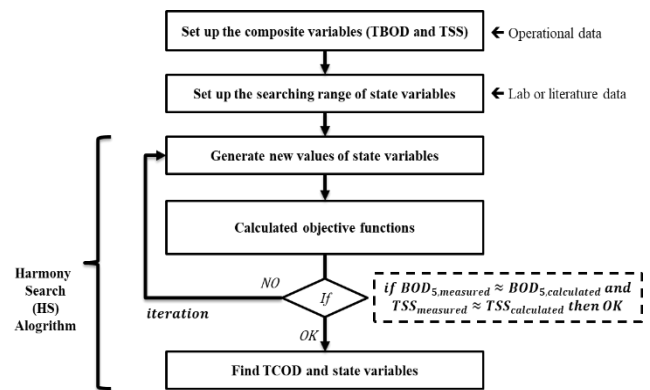 Set up the composite variables (TBOD and TSS)
← Operational data
Set up the searching range of state variables
← Lab or literature data
Generate new values of state variables
Calculated objective functions
Harmony
Search
(HS)
Alogrithm
NO
If
iteration
if BOD5,measured ≈ BOD5,calculated and
TSSmeasured ≈ TSScalculated then OK
OK
Find TCOD and state variables